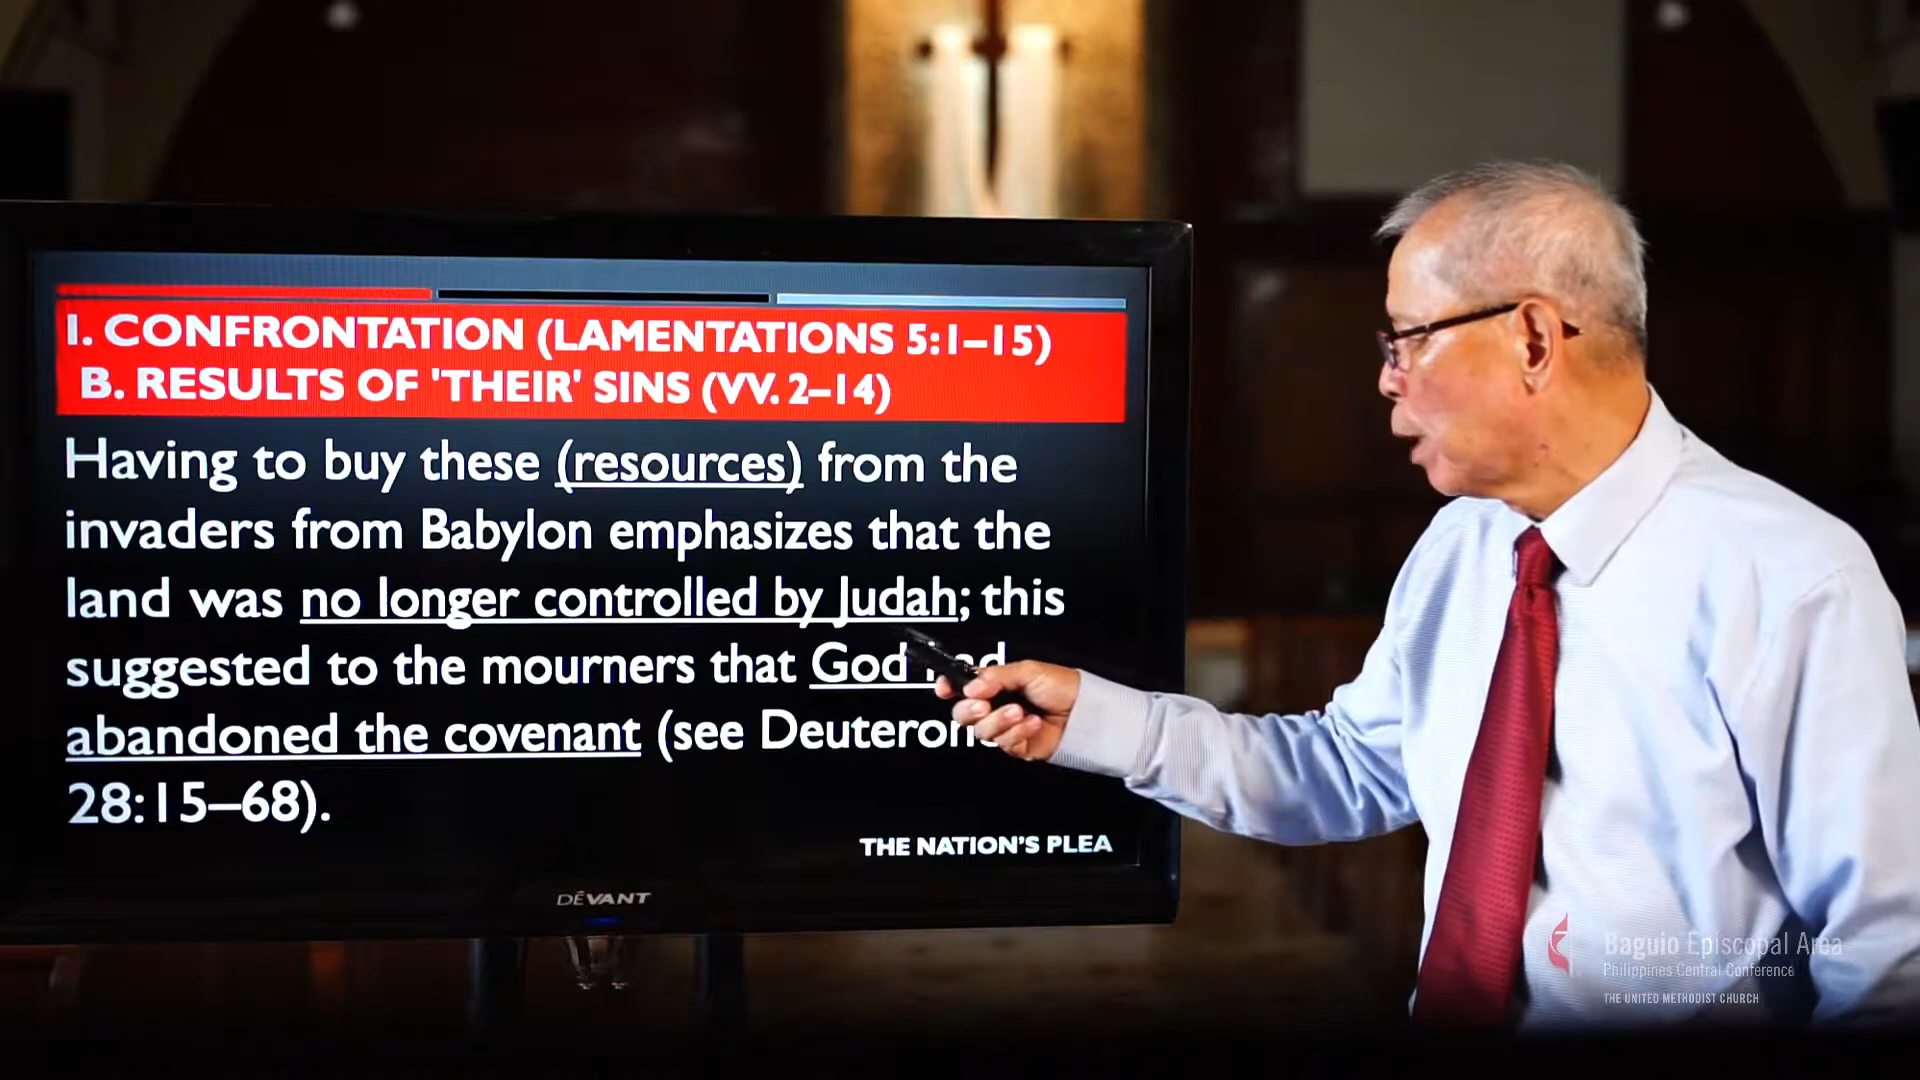 I. CONFRONTATION (LAMENTATIONS 5:1–15)
B. RESULTS OF 'THEIR' SINS (VV. 2–14)
Having to buy these (resources) from the
invaders from Babylon emphasizes that the
land was no longer controlled by Judah; this
suggested to the mourners that God
abandoned the covenant (see
28:15–68).
THE NATION'S PLEA
DEVANT
Baguio Episcopal Area
Philippines Central Conference
THE UNITED METHODIST CHURCH